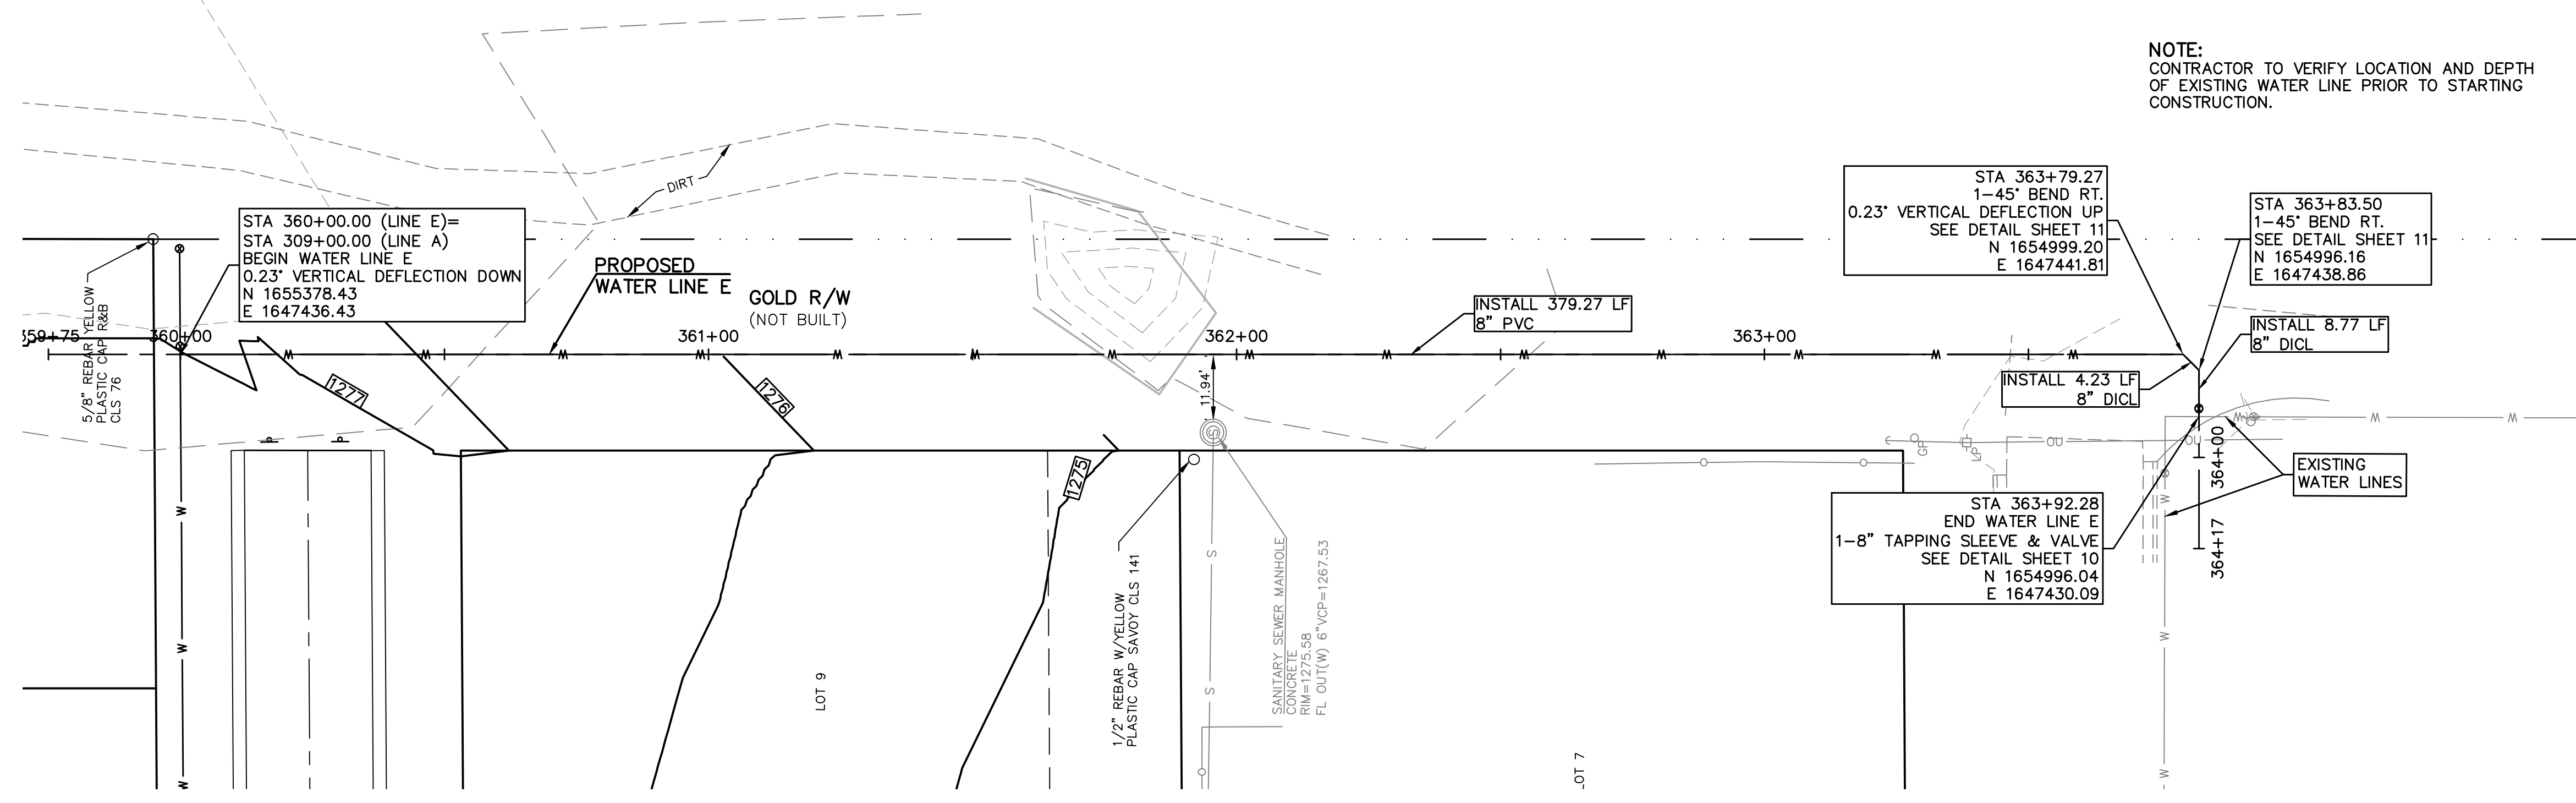 NOTE:
CONTRACTOR TO VERIFY LOCATION AND DEPTH
OF EXISTING WATER LINE PRIOR TO STARTING
CONSTRUCTION.
DIRT
STA 360+00.00 (LINE E)=
STA 309+00.00 (LINE A)
BEGIN WATER LINE E
0.23° VERTICAL DEFLECTION DOWN
N 1655378.43
E 1647436.43
PROPOSED
WATER LINE E
GOLD R/W
(NOT BUILT)
INSTALL 379.27 LF
8" PVC
STA 363+79.27
1-45° BEND RT.
0.23° VERTICAL DEFLECTION UP
SEE DETAIL SHEET 11
N 1654999.20
E 1647441.81
STA 363+83.50
1-45° BEND RT.
SEE DETAIL SHEET 11
N 1654996.16
E 1647438.86
INSTALL 8.77 LF
8" DICL
INSTALL 4.23 LF
8" DICL
359+75
360+00
361+00
362+00
363+00
364+00
364+17
5/8" REBAR YELLOW
PLASTIC CAP R&B
CLS 76
1277
1276
1275
11.94'
W
W
W
S
S
S
P
P
OU
OU
GP
LP
W
W
W
W
W
EXISTING
WATER LINES
STA 363+92.28
END WATER LINE E
1-8" TAPPING SLEEVE & VALVE
SEE DETAIL SHEET 10
N 1654996.04
E 1647430.09
1/2" REBAR W/YELLOW
PLASTIC CAP SAVOY CLS 141
SANITARY SEWER MANHOLE
CONCRETE
RIM=1275.58
FL OUT(W) 6"VCP=1267.53
LOT 9
LOT 7